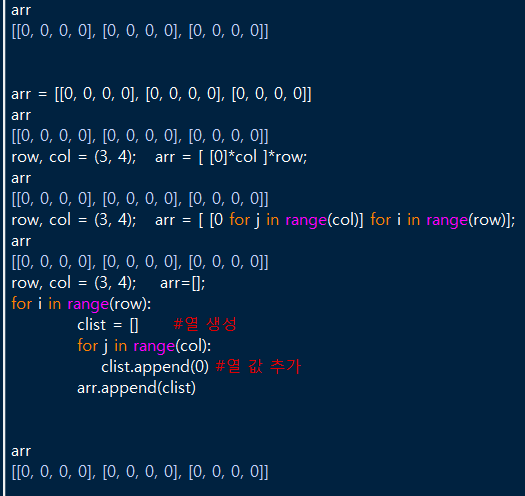 arr
[[0, 0, 0, 0], [0, 0, 0, 0], [0, 0, 0, 0]]
arr = [[0, 0, 0, 0], [0, 0, 0, 0], [0, 0, 0, 0]]
arr
[[0, 0, 0, 0], [0, 0, 0, 0], [0, 0, 0, 0]]
row, col = (3, 4);   arr = [ [0]*col ]*row;
arr
[[0, 0, 0, 0], [0, 0, 0, 0], [0, 0, 0, 0]]
row, col = (3, 4);   arr = [ [0 for j in range(col)] for i in range(row)];
arr
[[0, 0, 0, 0], [0, 0, 0, 0], [0, 0, 0, 0]]
row, col = (3, 4);    arr=[];
for i in range(row):
        clist = []      #열 생성
        for j in range(col):
            clist.append(0) #열 값 추가
        arr.append(clist)
arr
[[0, 0, 0, 0], [0, 0, 0, 0], [0, 0, 0, 0]]